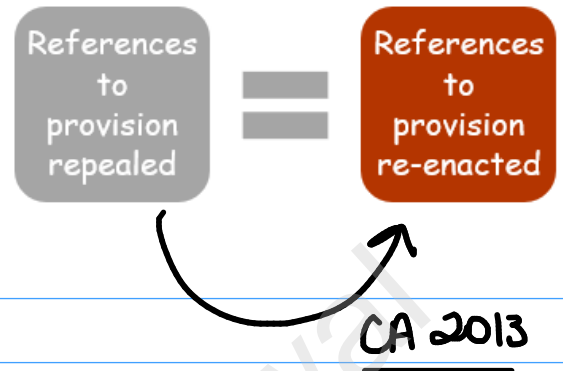 References
to
provision
repealed
=
References
to
provision
re-enacted
CA 2013